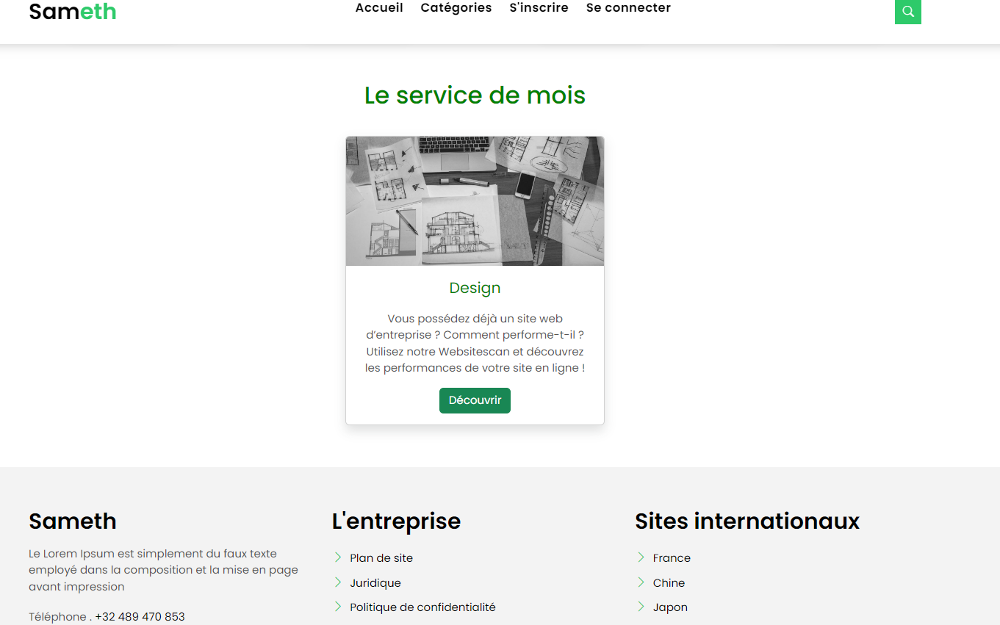 Sameth
Accueil Catégories S'inscrire Se connecter
Le service de mois
Design
Vous possédez déjà un site web
d’entreprise ? Comment performe-t-il ?
Utilisez notre Websitescan et découvrez
les performances de votre site en ligne !
Découvrir
Sameth
Le Lorem Ipsum est simplement du faux texte
employé dans la composition et la mise en page
avant impression
Téléphone . +32 489 470 853
L'entreprise
Plan de site
Juridique
Politique de confidentialité
Sites internationaux
France
Chine
Japon